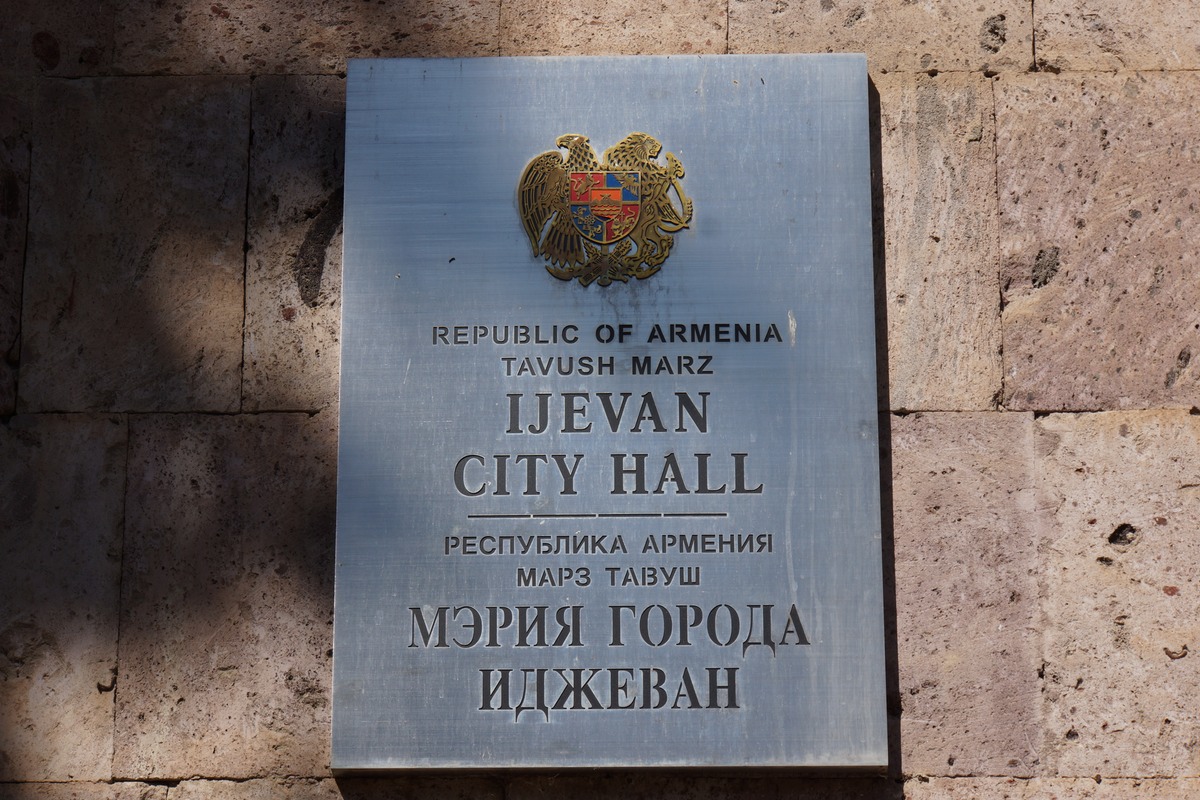 REPUBLIC OF ARMENIA
TAVUSH MARZ
IJEVAN
CITY HALL
РЕСПУБЛИКА АРМЕНИЯ
МАРЗ ТАВУШ
МЭРИЯ ГОРОДА
ИДЖЕВАН